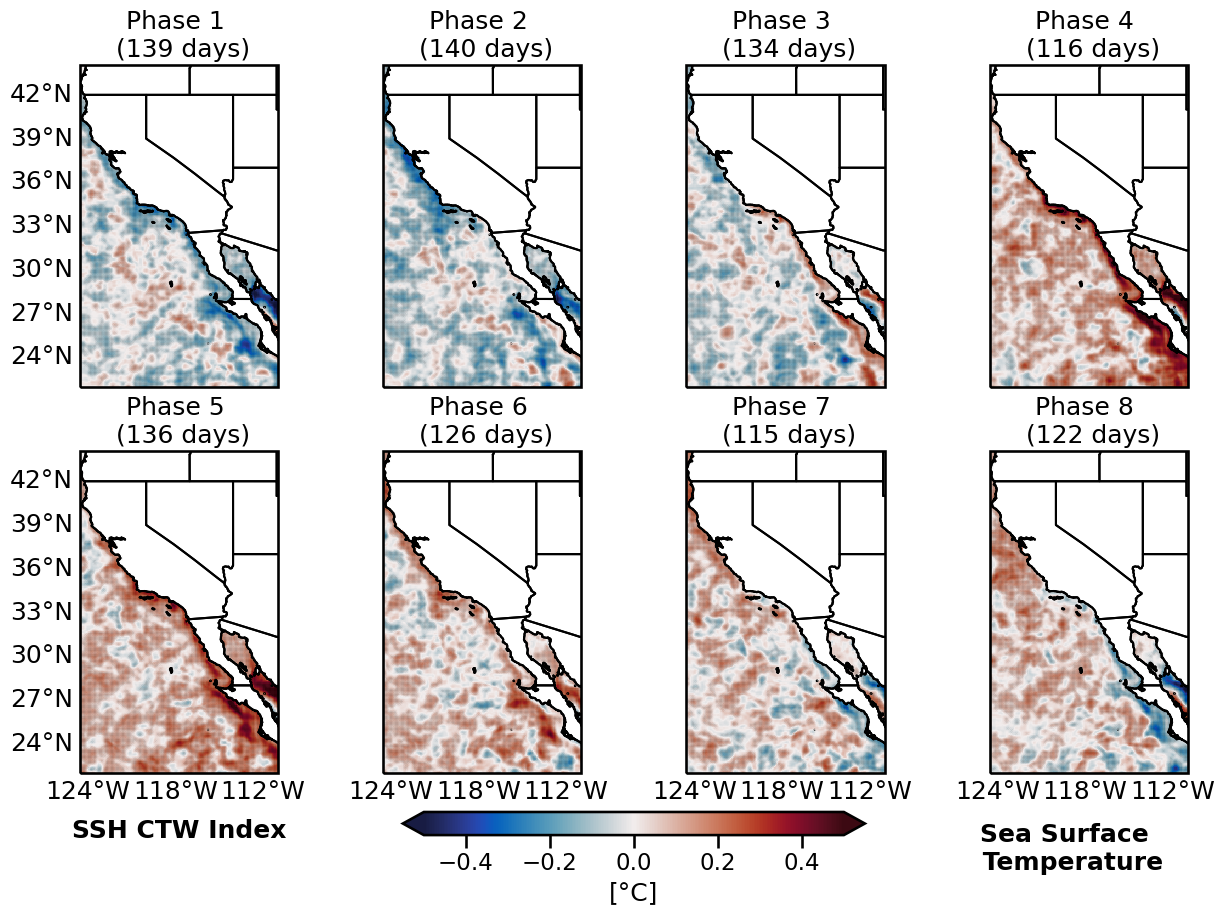 Phase 1
(139 days)
Phase 2
(140 days)
Phase 3
(134 days)
Phase 4
(116 days)
42°N
39°N
36°N
33°N
30°N
27°N
24°N
Phase 5
(136 days)
Phase 6
(126 days)
Phase 7
(115 days)
Phase 8
(122 days)
42°N
39°N
36°N
33°N
30°N
27°N
24°N
124°W 118°W 112°W
124°W 118°W 112°W
124°W 118°W 112°W
124°W 118°W 112°W
SSH CTW Index
−0.4 −0.2 0.0 0.2 0.4
[°C]
Sea Surface
Temperature